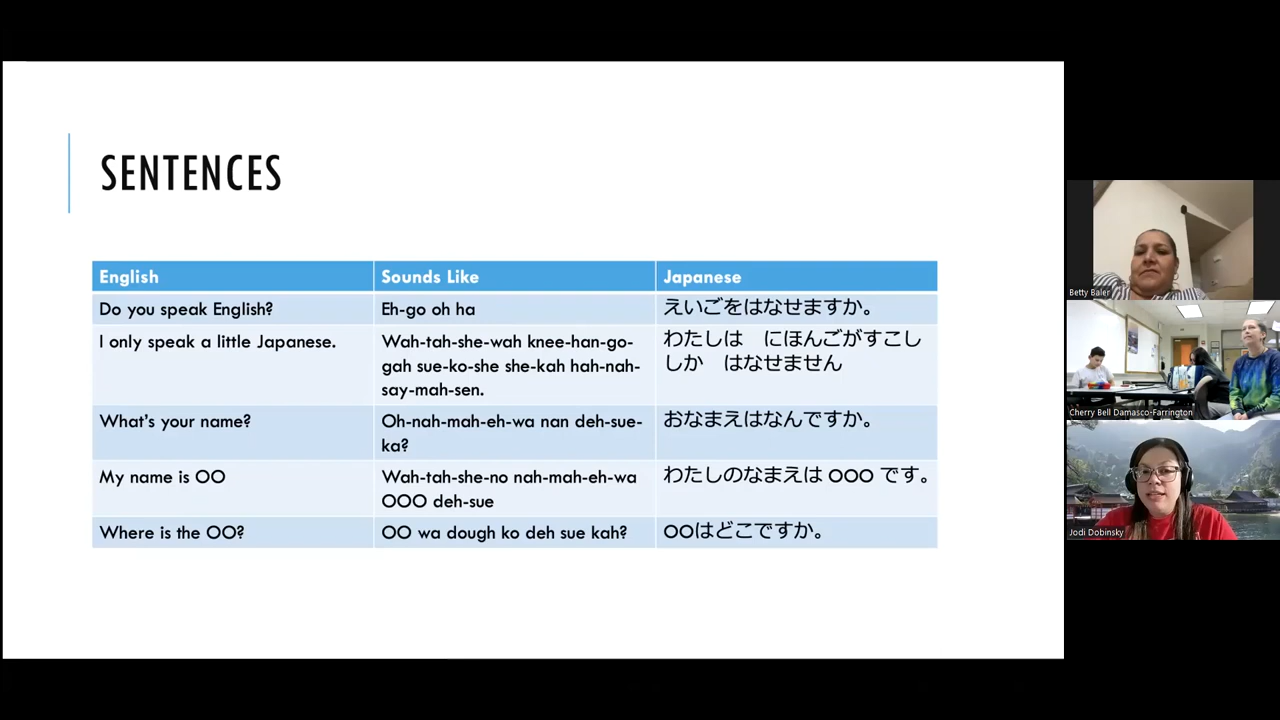 SENTENCES
English
Sounds Like
Japanese
Do you speak English?
Eh-go oh ha
えいごをはなせますか。
I only speak a little Japanese.
Wah-tah-she-wah knee-han-go-
gah sue-ko-she she-kah hah-nah-
say-mah-sen.
わたしは　にほんごがすこし
しか　はなせません
What's your name?
Oh-nah-mah-eh-wa nan deh-sue-
ka?
おなまえはなんですか。
My name is OO
Wah-tah-she-no nah-mah-eh-wa
OOO deh-sue
わたしのなまえは OOO です。
Where is the OO?
OO wa dough ko deh sue kah?
OOはどこですか。
Betty Baler
Cherry Bell Damasco-Farrington
Jodi Dobinsky